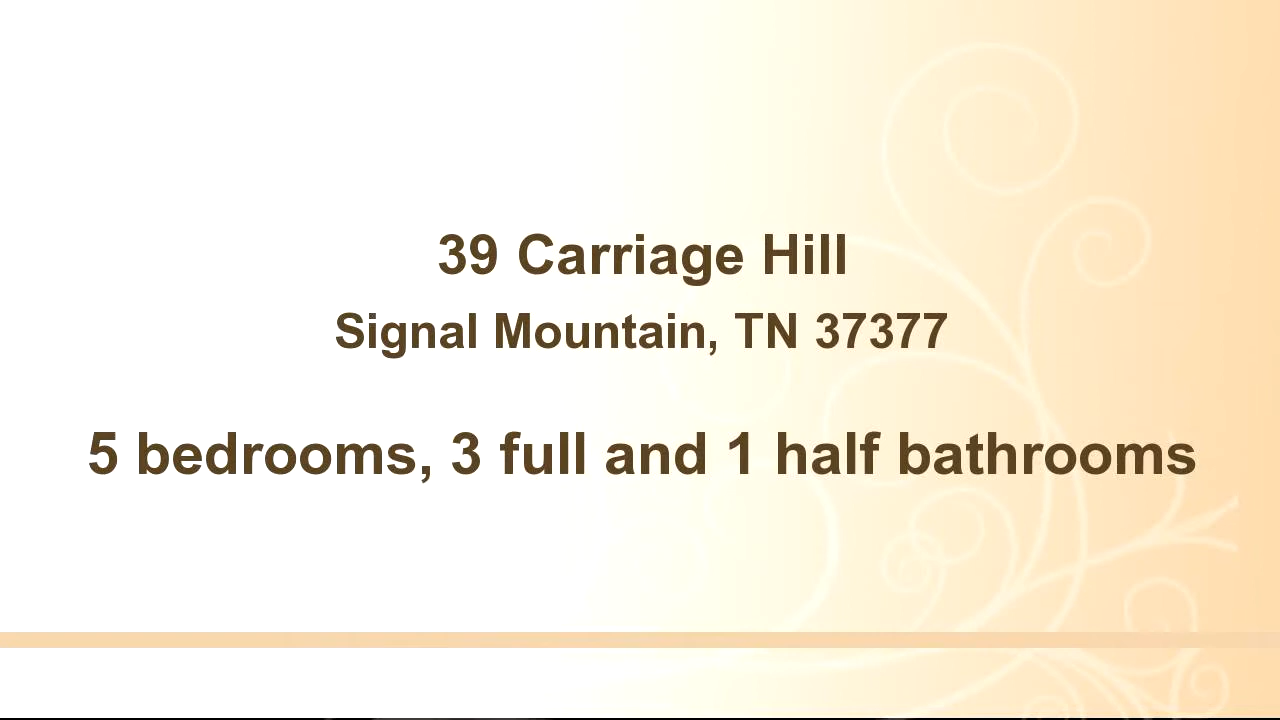 39 Carriage Hill
Signal Mountain, TN 37377
5 bedrooms, 3 full and 1 half bathrooms